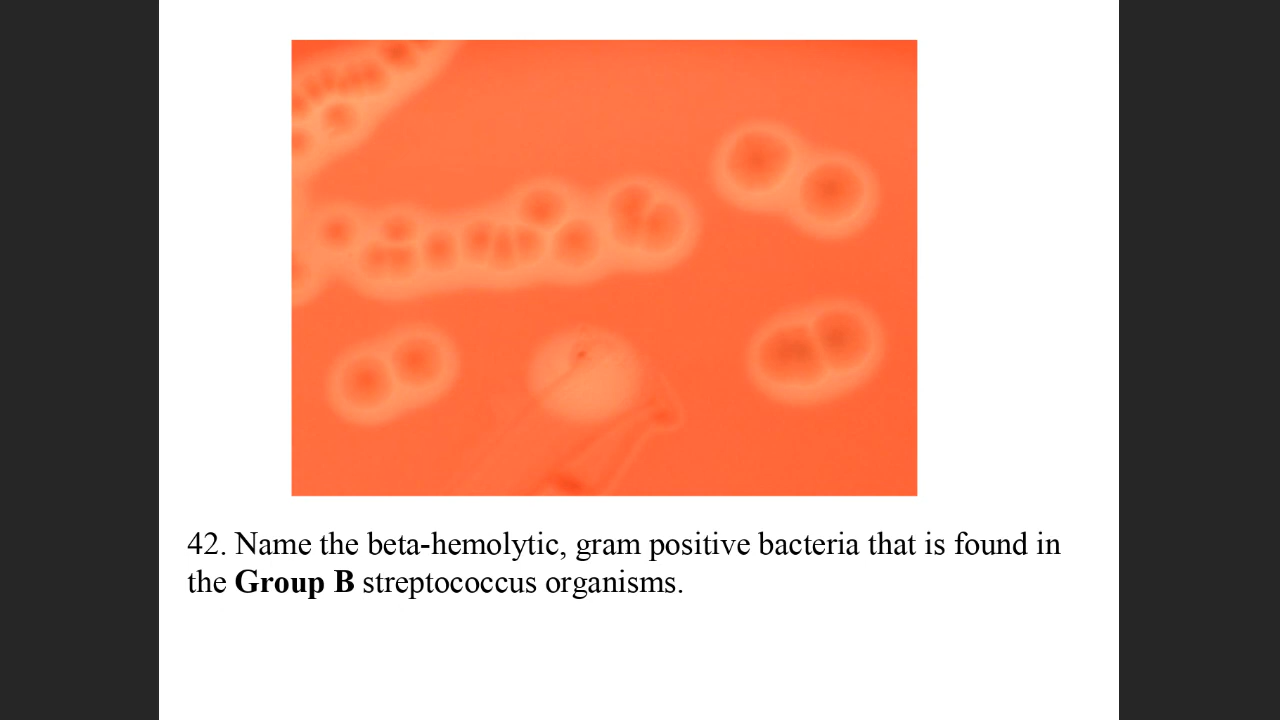 42. Name the beta-hemolytic, gram positive bacteria that is found in
the Group B streptococcus organisms.